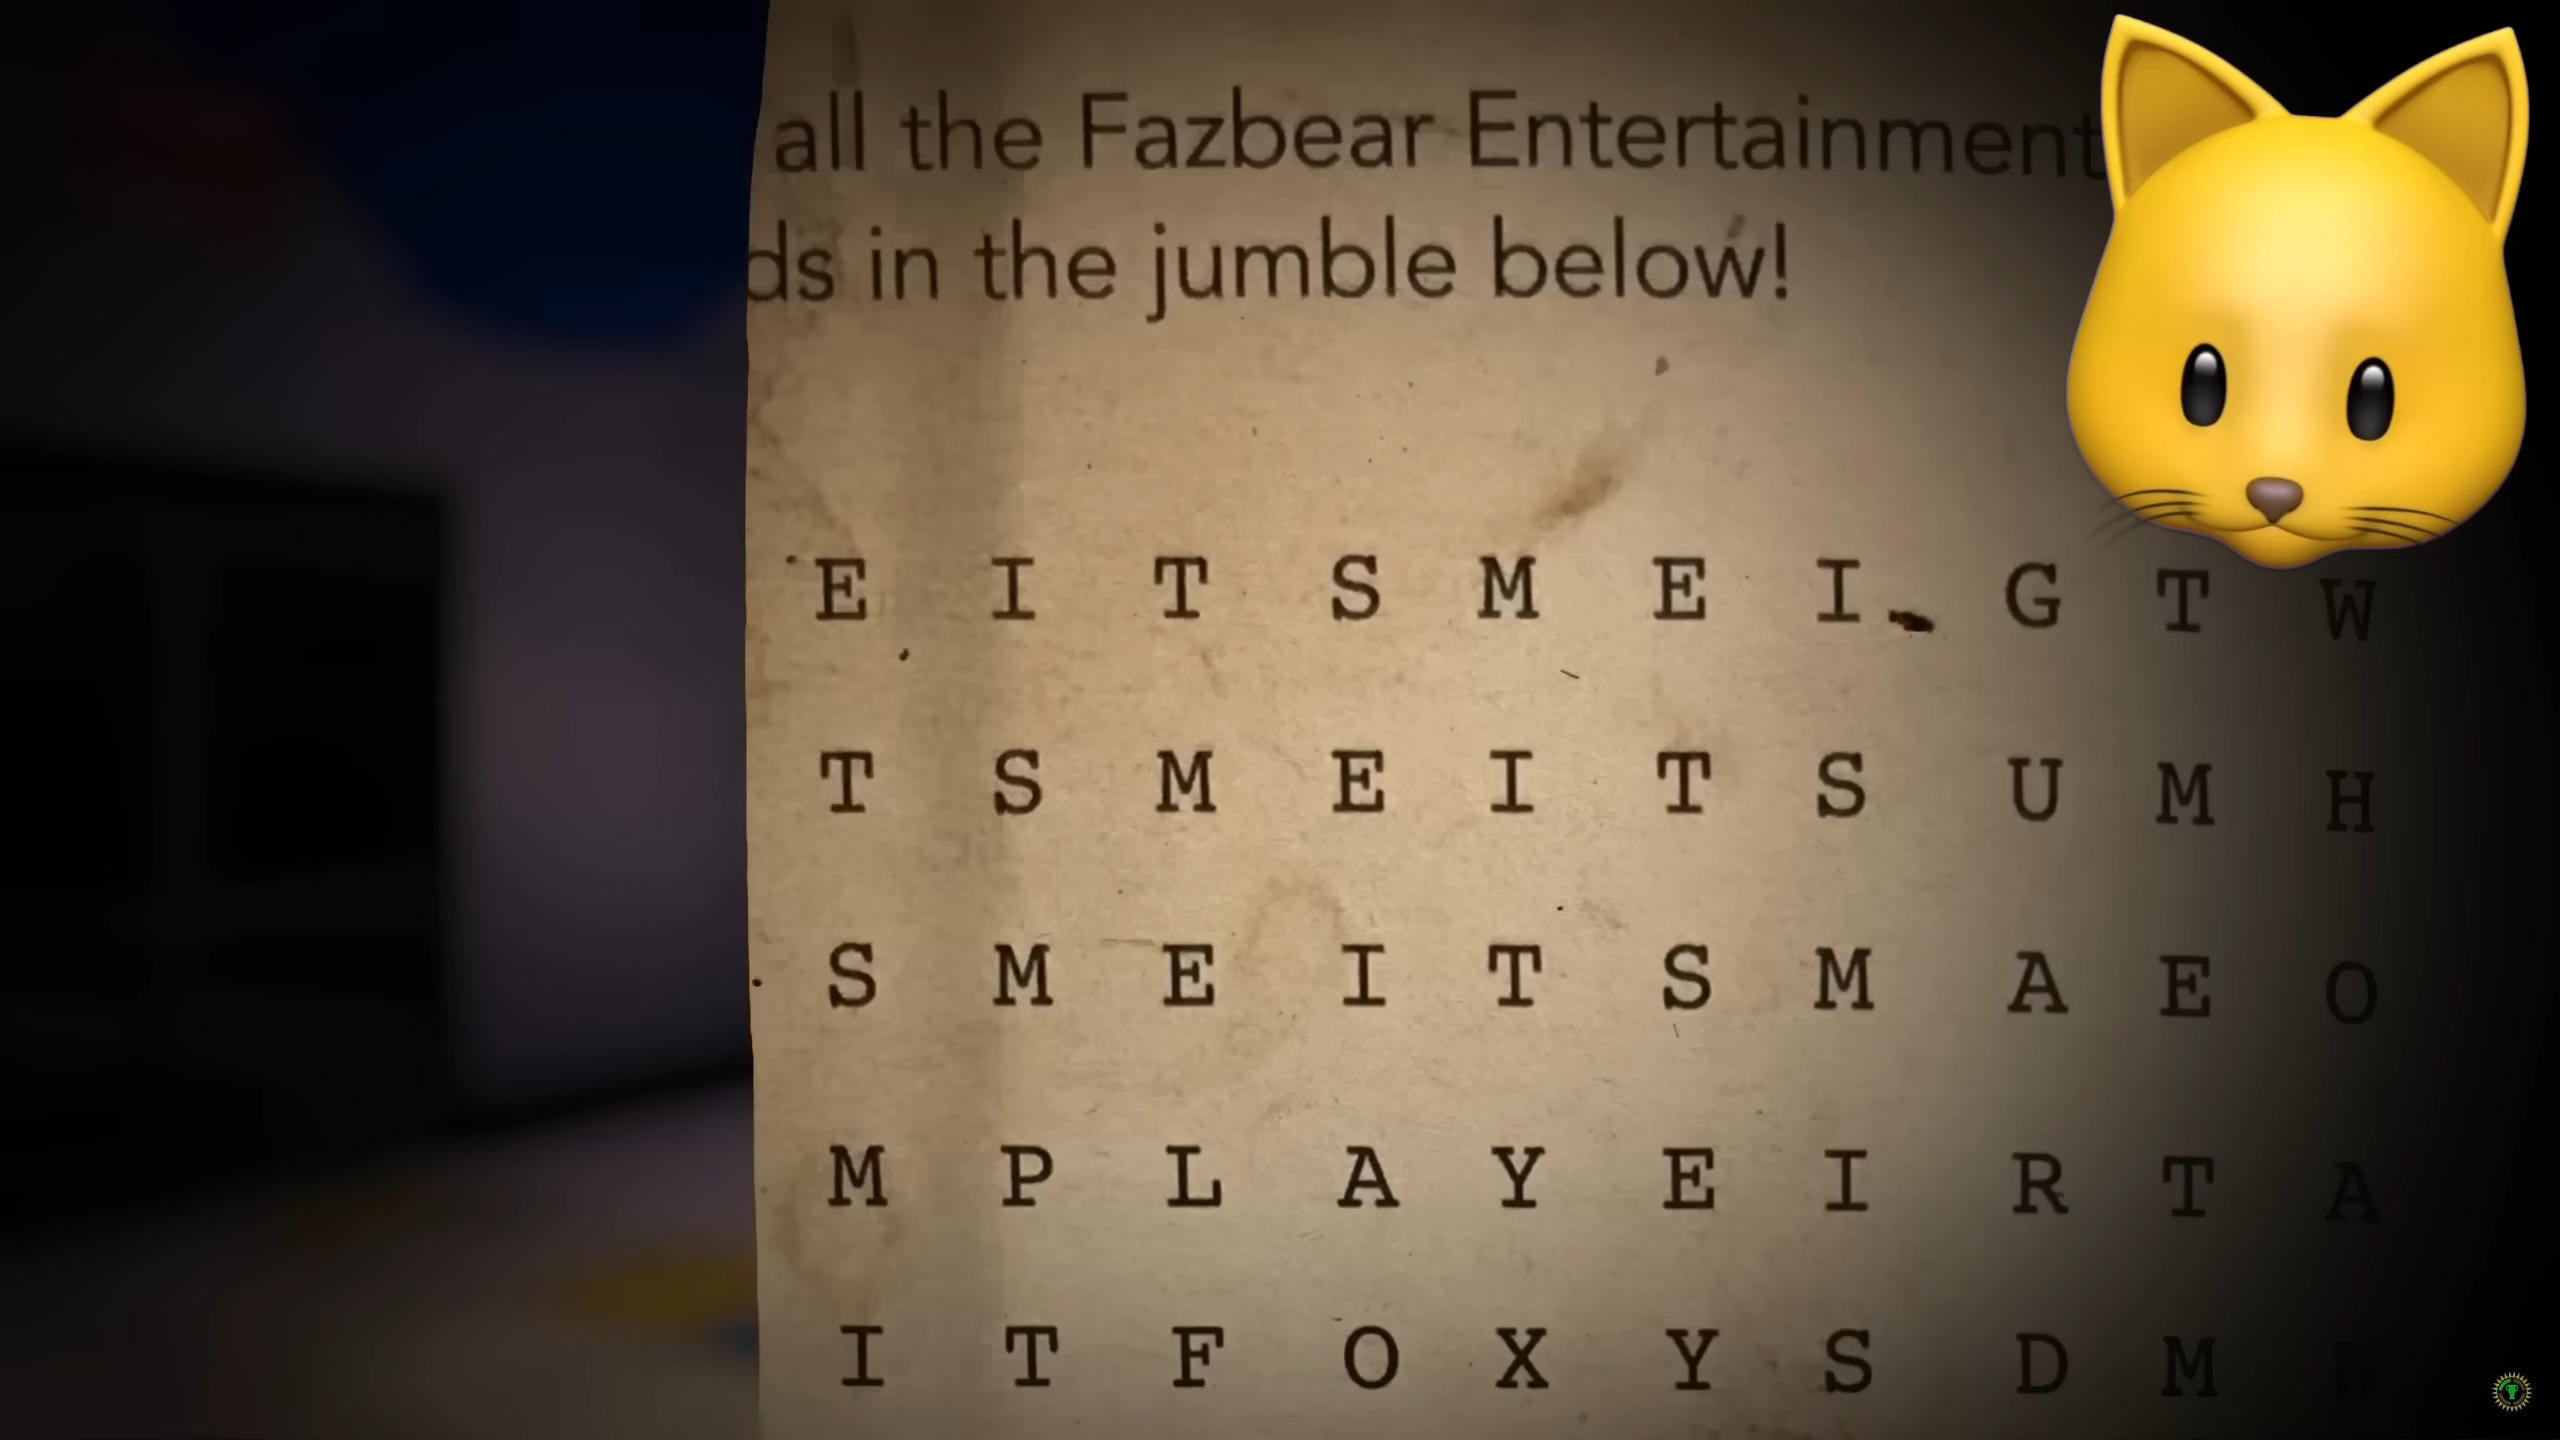 all the Fazbear Entertainment
ds in the jumble below!
E I T S M E I G T W
T S M E I T S U M H
S M E I T S M A E O
M P L A Y E I R T A
I T F O X Y S D M